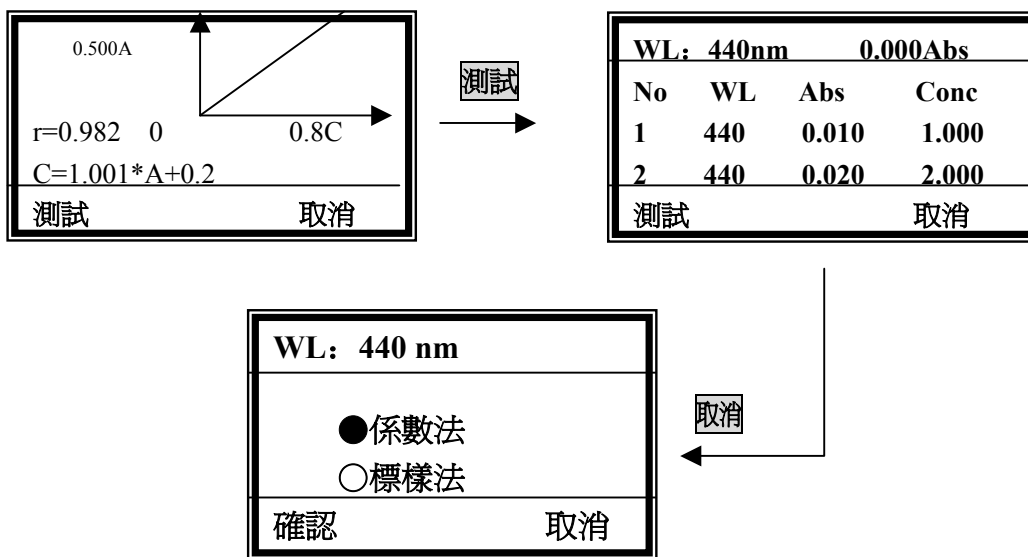 0.500A
r=0.982 0 0.8C
C=1.001*A+0.2
測試 取消
測試
WL：440nm 0.000Abs
No WL Abs Conc
1 440 0.010 1.000
2 440 0.020 2.000
測試 取消
取消
WL：440 nm
●係數法
○標樣法
確認 取消